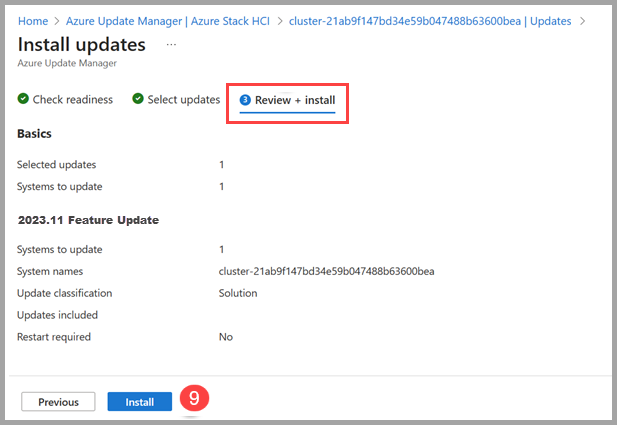 Home > Azure Update Manager | Azure Stack HCI > cluster-21ab9f147bd34e59b047488b63600bea | Updates >
Install updates ...
Azure Update Manager
Check readiness Select updates 3 Review + install
Basics
Selected updates 1
Systems to update 1
2023.11 Feature Update
Systems to update 1
System names cluster-21ab9f147bd34e59b047488b63600bea
Update classification Solution
Updates included
Restart required No
Previous Install 9